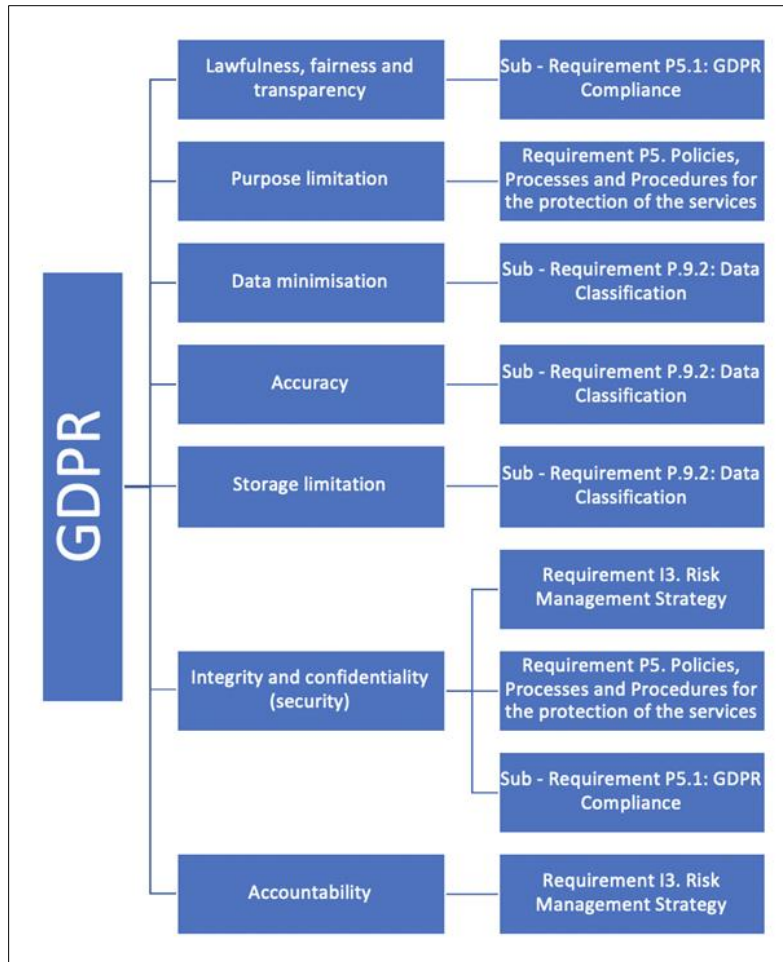 GDPR
Lawfulness, fairness and
transparency
Sub - Requirement P5.1: GDPR
Compliance
Purpose limitation
Requirement P5. Policies,
Processes and Procedures for
the protection of the services
Data minimisation
Sub - Requirement P.9.2: Data
Classification
Accuracy
Sub - Requirement P.9.2: Data
Classification
Storage limitation
Sub - Requirement P.9.2: Data
Classification
Integrity and confidentiality
(security)
Requirement I3. Risk
Management Strategy
Requirement P5. Policies,
Processes and Procedures for
the protection of the services
Sub - Requirement P5.1: GDPR
Compliance
Accountability
Requirement I3. Risk
Management Strategy